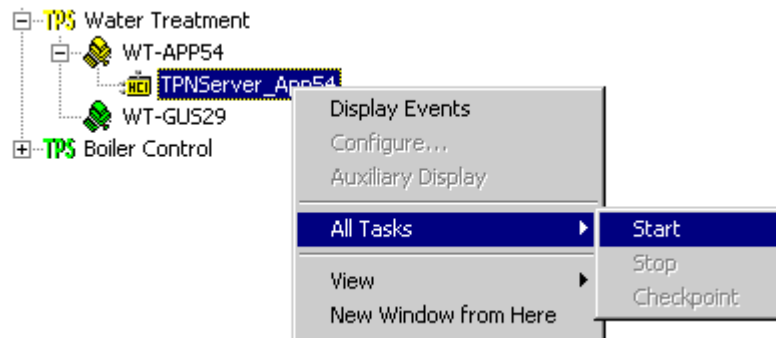 TPS Water Treatment
WT-APP54
HCI TPNServer_App54
WT-GUS29
TPS Boiler Control
Display Events
Configure...
Auxiliary Display
All Tasks
Start
Stop
Checkpoint
View
New Window from Here